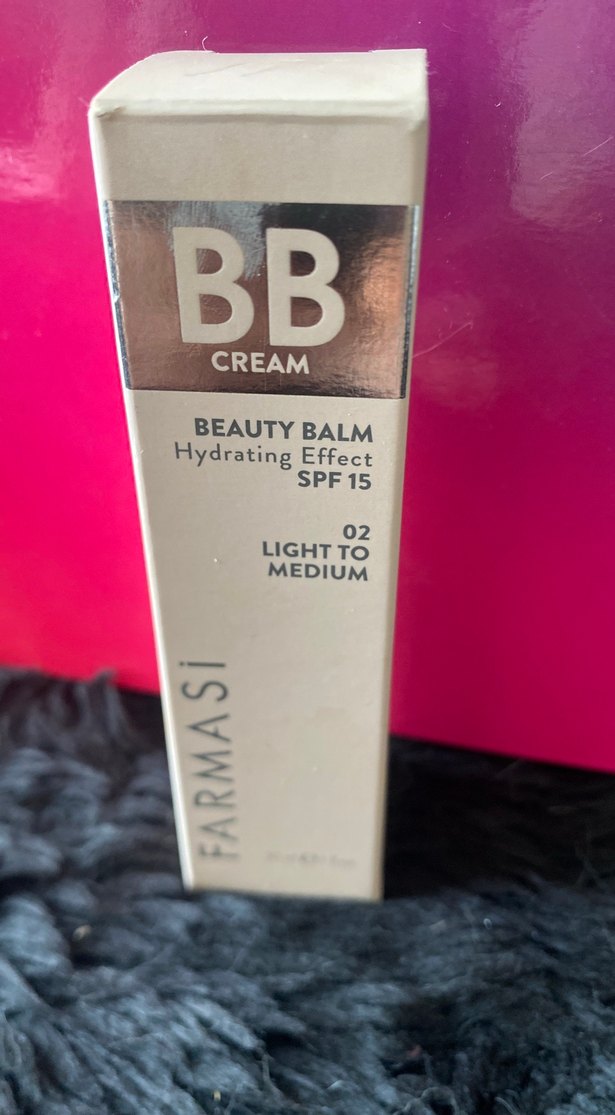 BB
CREAM
BEAUTY BALM
Hydrating Effect
SPF 15
02
LIGHT TO
MEDIUM
FARMASi